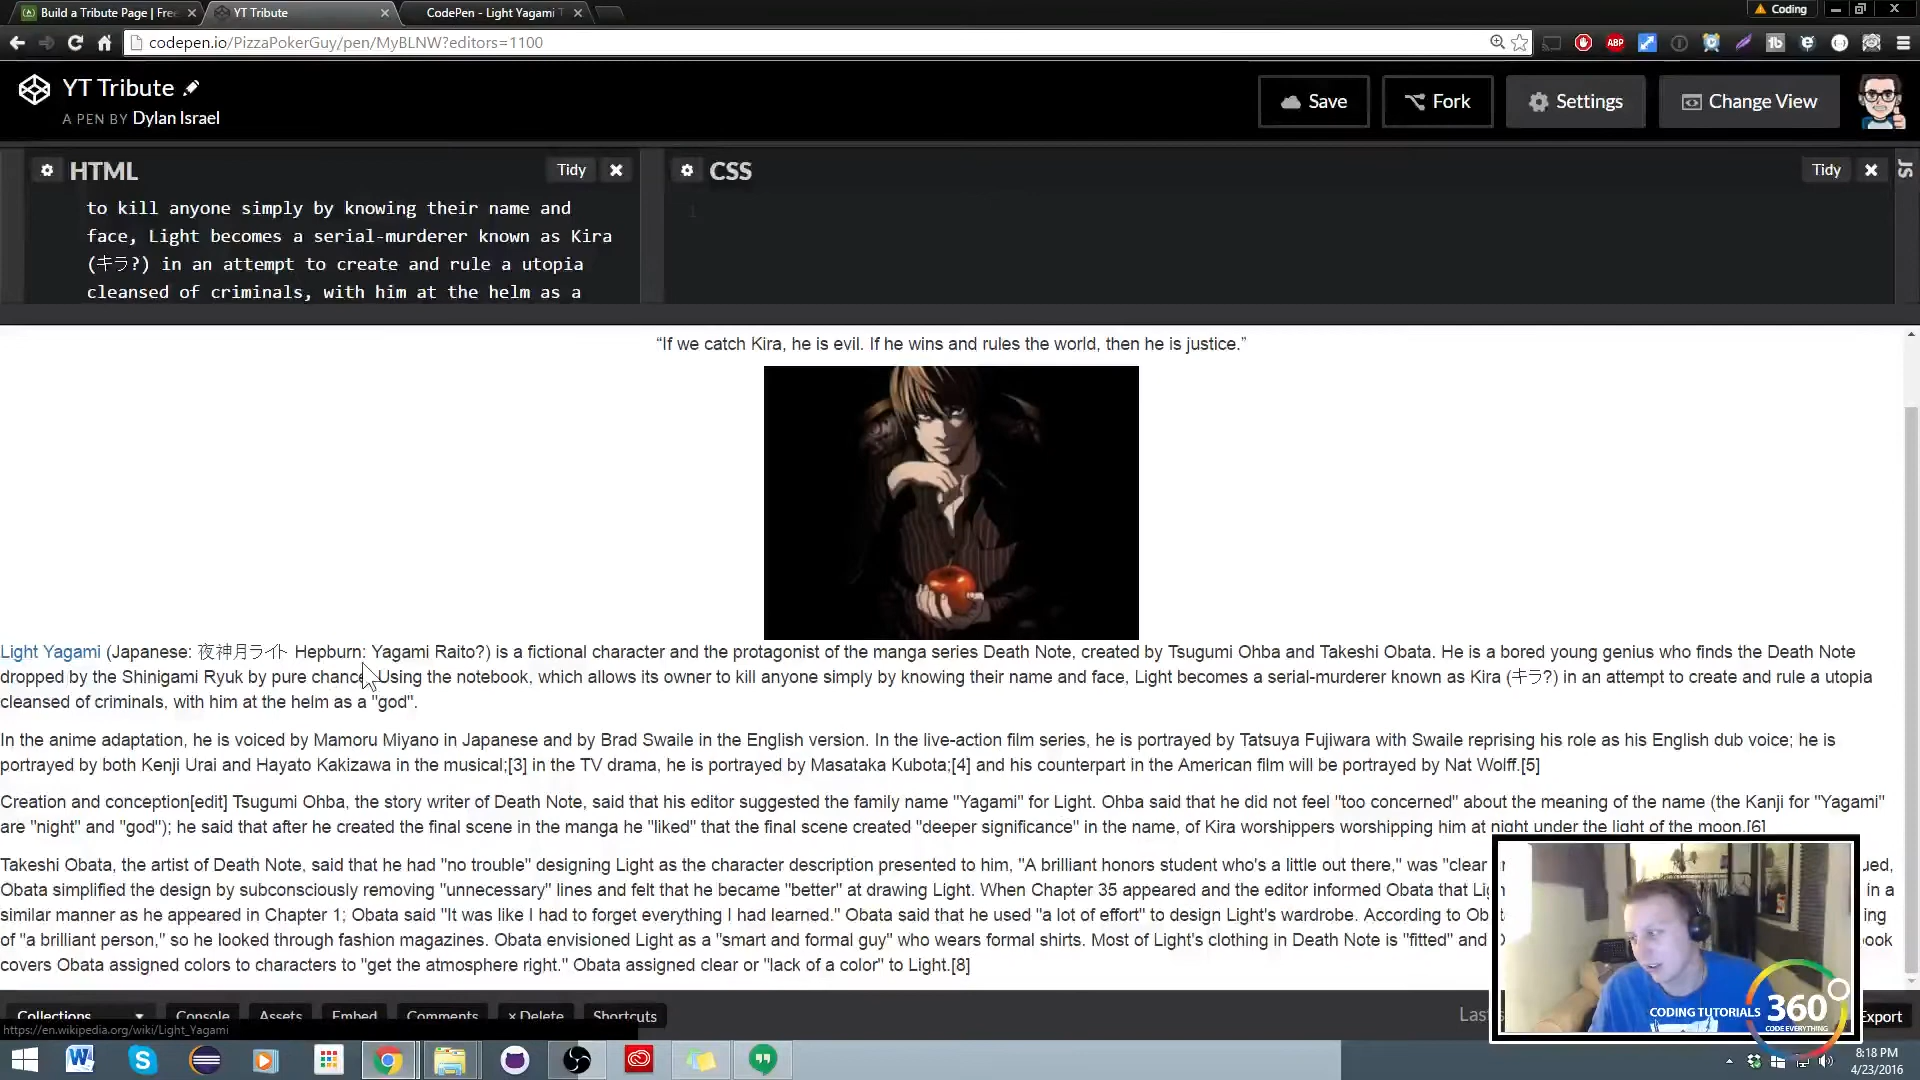 Build a Tribute Page | Fre
YT Tribute
CodePen - Light Yagami T
Coding
codepen.io/PizzaPokerGuy/pen/MyBLNW?editors=1100
ABP
YT Tribute
A PEN BY Dylan Israel
Save
Fork
Settings
Change View
HTML
Tidy
CSS
Tidy
JS
to kill anyone simply by knowing their name and
face, Light becomes a serial-murderer known as Kira
(キラ?) in an attempt to create and rule a utopia
cleansed of criminals, with him at the helm as a
1
“If we catch Kira, he is evil. If he wins and rules the world, then he is justice.”
Light Yagami (Japanese: 夜神月ライト Hepburn: Yagami Raito?) is a fictional character and the protagonist of the manga series Death Note, created by Tsugumi Ohba and Takeshi Obata. He is a bored young genius who finds the Death Note
dropped by the Shinigami Ryuk by pure chance. Using the notebook, which allows its owner to kill anyone simply by knowing their name and face, Light becomes a serial-murderer known as Kira (キラ?) in an attempt to create and rule a utopia
cleansed of criminals, with him at the helm as a "god".
In the anime adaptation, he is voiced by Mamoru Miyano in Japanese and by Brad Swaile in the English version. In the live-action film series, he is portrayed by Tatsuya Fujiwara with Swaile reprising his role as his English dub voice; he is
portrayed by both Kenji Urai and Hayato Kakizawa in the musical;[3] in the TV drama, he is portrayed by Masataka Kubota;[4] and his counterpart in the American film will be portrayed by Nat Wolff.[5]
Creation and conception[edit] Tsugumi Ohba, the story writer of Death Note, said that his editor suggested the family name "Yagami" for Light. Ohba said that he did not feel "too concerned" about the meaning of the name (the Kanji for "Yagami"
are "night" and "god"); he said that after he created the final scene in the manga he "liked" that the final scene created "deeper significance" in the name, of Kira worshippers worshipping him at night under the light of the moon.[6]
Takeshi Obata, the artist of Death Note, said that he had "no trouble" designing Light as the character description presented to him, "A brilliant honors student who's a little out there," was "clear
Obata simplified the design by subconsciously removing "unnecessary" lines and felt that he became "better" at drawing Light. When Chapter 35 appeared and the editor informed Obata that in a
similar manner as he appeared in Chapter 1; Obata said "It was like I had to forget everything I had learned." Obata said that he used "a lot of effort" to design Light's wardrobe. According to
of "a brilliant person," so he looked through fashion magazines. Obata envisioned Light as a "smart and formal guy" who wears formal shirts. Most of Light's clothing in Death Note is "fitted" and
covers Obata assigned colors to characters to "get the atmosphere right." Obata assigned clear or "lack of a color" to Light.[8]
Collections
Console
Assets
Embed
Comments
× Delete
Shortcuts
Export
https://en.wikipedia.org/wiki/Light_Yagami
CODING TUTORIALS 360
CODE EVERYTHING
8:18 PM
4/23/2016